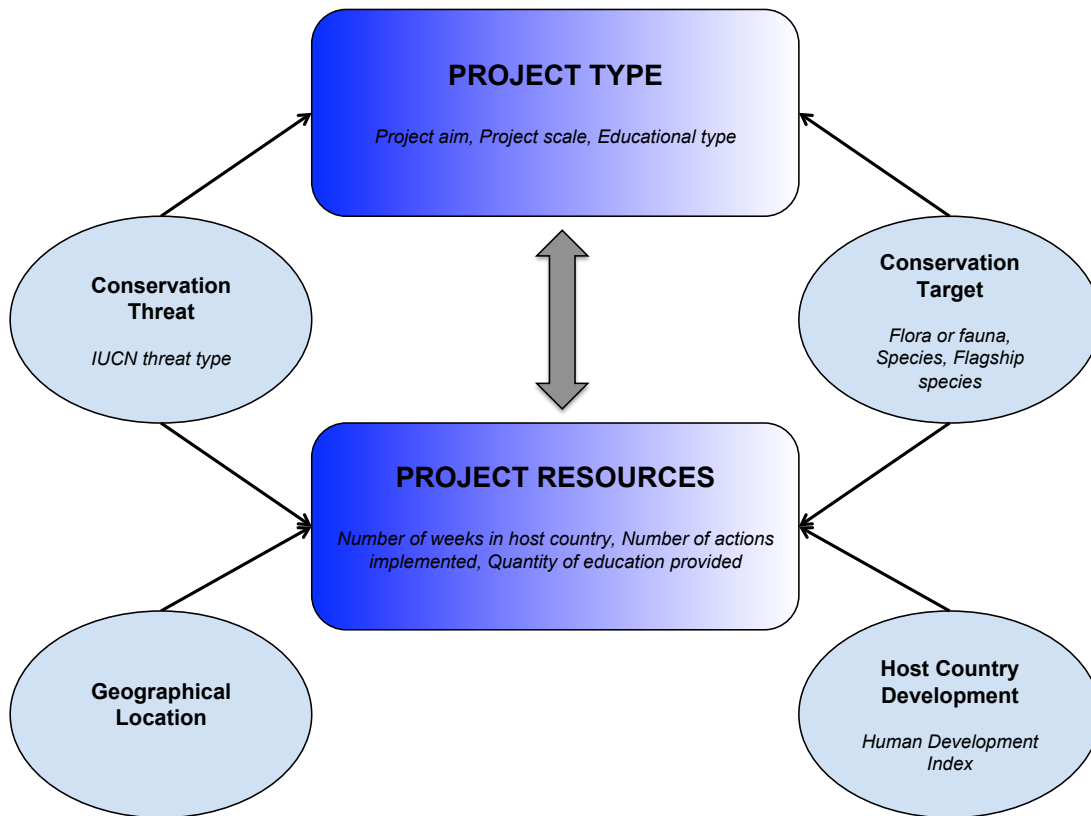 PROJECT TYPE
Project aim, Project scale, Educational type
Conservation
Threat
IUCN threat type
Conservation
Target
Flora or fauna,
Species, Flagship
species
PROJECT RESOURCES
Number of weeks in host country, Number of actions
implemented, Quantity of education provided
Geographical
Location
Host Country
Development
Human Development
Index